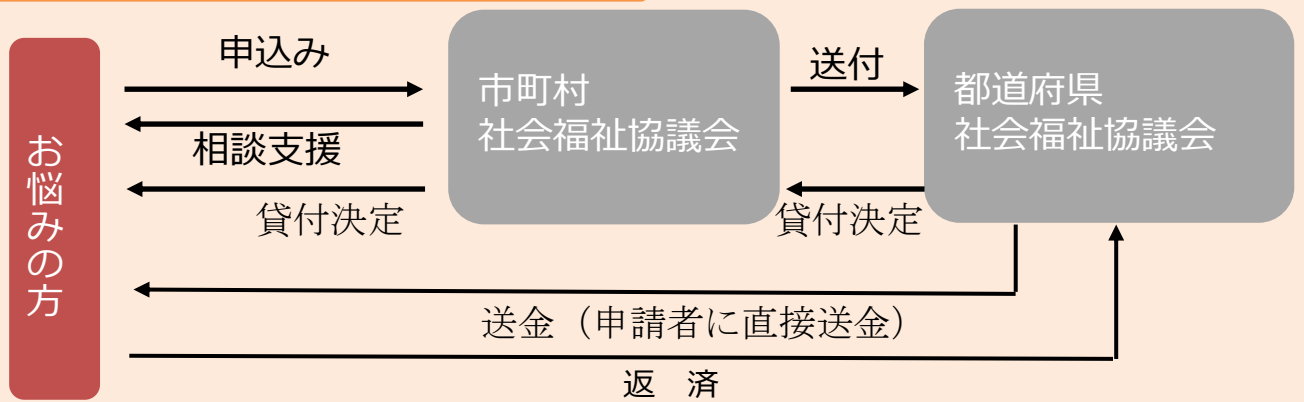 お悩みの方
申込み
相談支援
貸付決定
市町村
社会福祉協議会
送付
貸付決定
都道府県
社会福祉協議会
送金（申請者に直接送金）
返　済